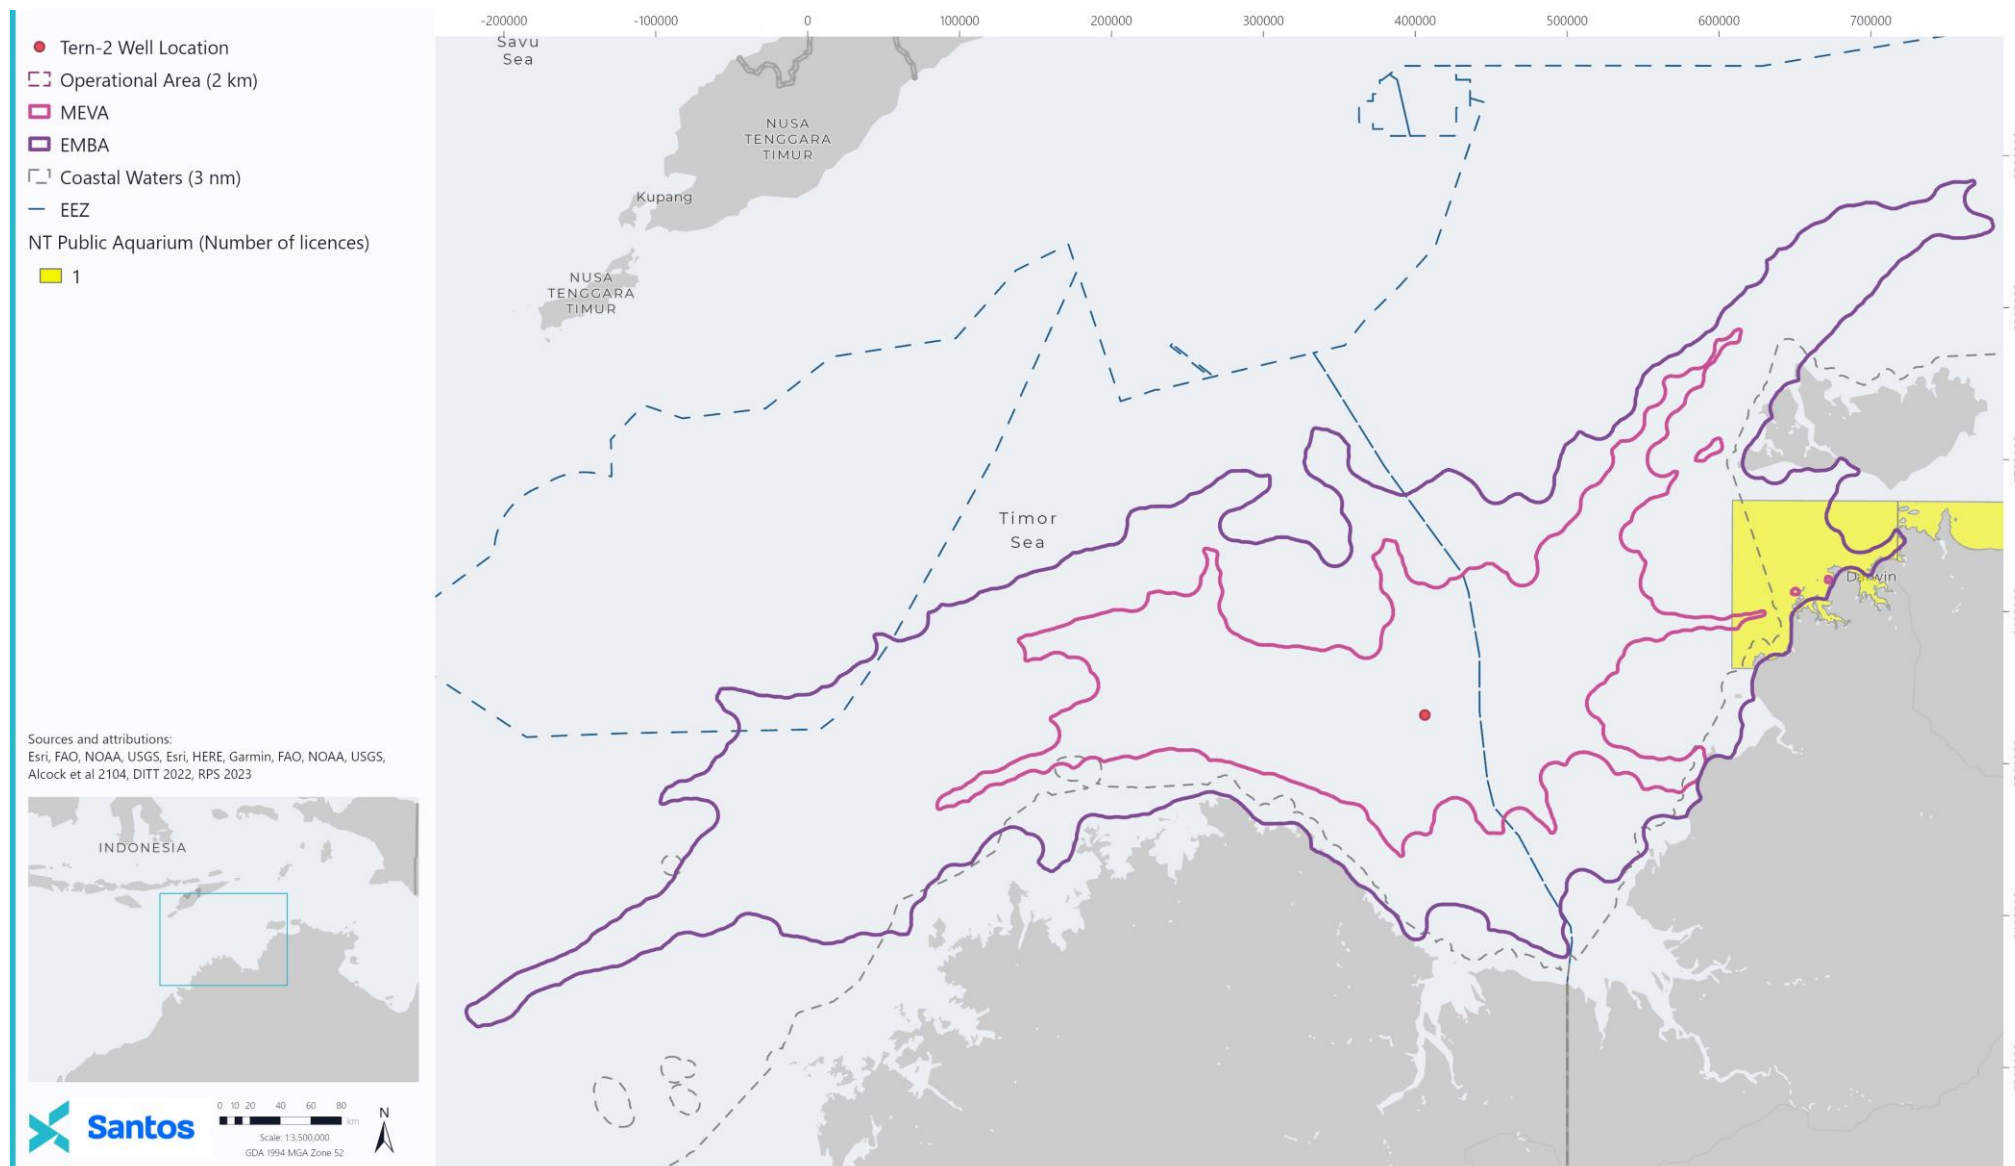 Tern-2 Well Location
Operational Area (2 km)
MEVA
EMBA
Coastal Waters (3 nm)
EEZ
NT Public Aquarium (Number of licences)
1
-200000
-100000
0
100000
200000
300000
400000
500000
600000
700000
Savu
Sea
NUSA
TENGGARA
TIMUR
Kupang
NUSA
TENGGARA
TIMUR
Timor
Sea
Darwin
Sources and attributions:
Esri, FAO, NOAA, USGS, Esri, HERE, Garmin, FAO, NOAA, USGS,
Alcock et al 2104, DITT 2022, RPS 2023
INDONESIA
Santos
0 10 20 40 60 80
km
Scale: 1:3,500,000
GDA 1994 MGA Zone 52
N